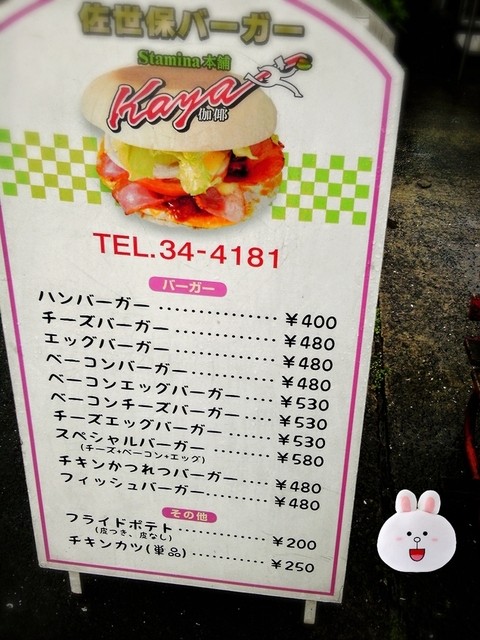 佐世保バーガー
Stamina本舗
Kaya
伽椰
TEL.34-4181
バーガー
ハンバーガー ・・・・・・・・・・・・・・ ¥400
チーズバーガー ・・・・・・・・・・・・ ¥480
エッグバーガー ・・・・・・・・・・・・ ¥480
ベーコンバーガー ・・・・・・・・・・ ¥480
ベーコンエッグバーガー ・・・・・・ ¥530
ベーコンチーズバーガー ・・・・・・ ¥530
チーズエッグバーガー ・・・・・・・・ ¥530
スペシャルバーガー ・・・・・・・・・・ ¥580
(チーズ+ベーコン+エッグ)
チキンかつれつバーガー ・・・・・・ ¥480
フィッシュバーガー ・・・・・・・・・・ ¥480
その他
フライドポテト ・・・・・・・・・・・・ ¥200
(皮つき、皮なし)
チキンカツ(単品) ・・・・・・・・・・ ¥250